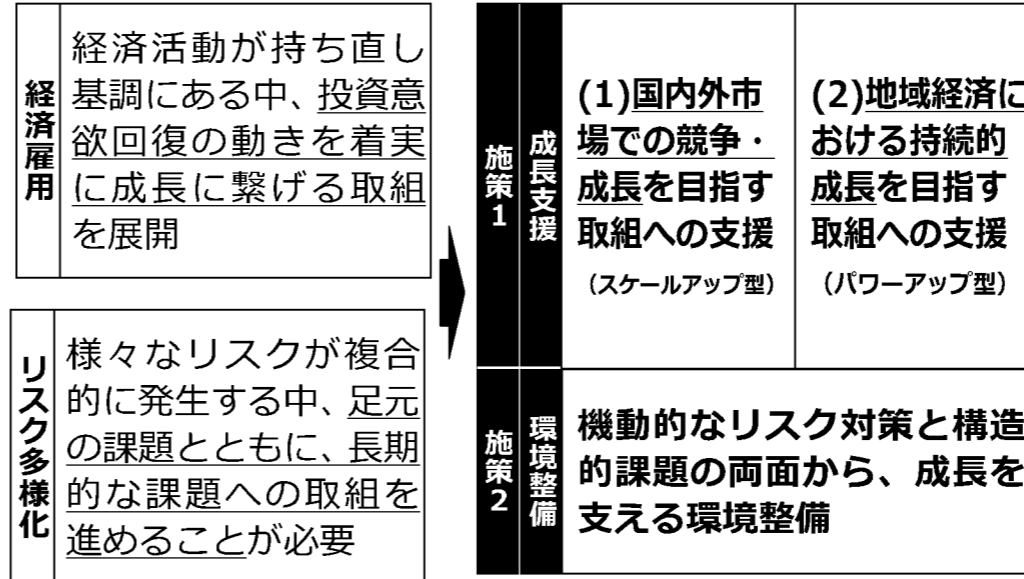 経済雇用
経済活動が持ち直し
基調にある中、投資意
欲回復の動きを着実
に成長に繋げる取組
を展開
リスク多様化
様々なリスクが複合
的に発生する中、足元
の課題とともに、長期
的な課題への取組を
進めることが必要
施策1
成長支援
(1)国内外市
場での競争・
成長を目指す
取組への支援
（スケールアップ型）
(2)地域経済に
おける持続的
成長を目指す
取組への支援
（パワーアップ型）
施策2
環境整備
機動的なリスク対策と構造
的課題の両面から、成長を
支える環境整備